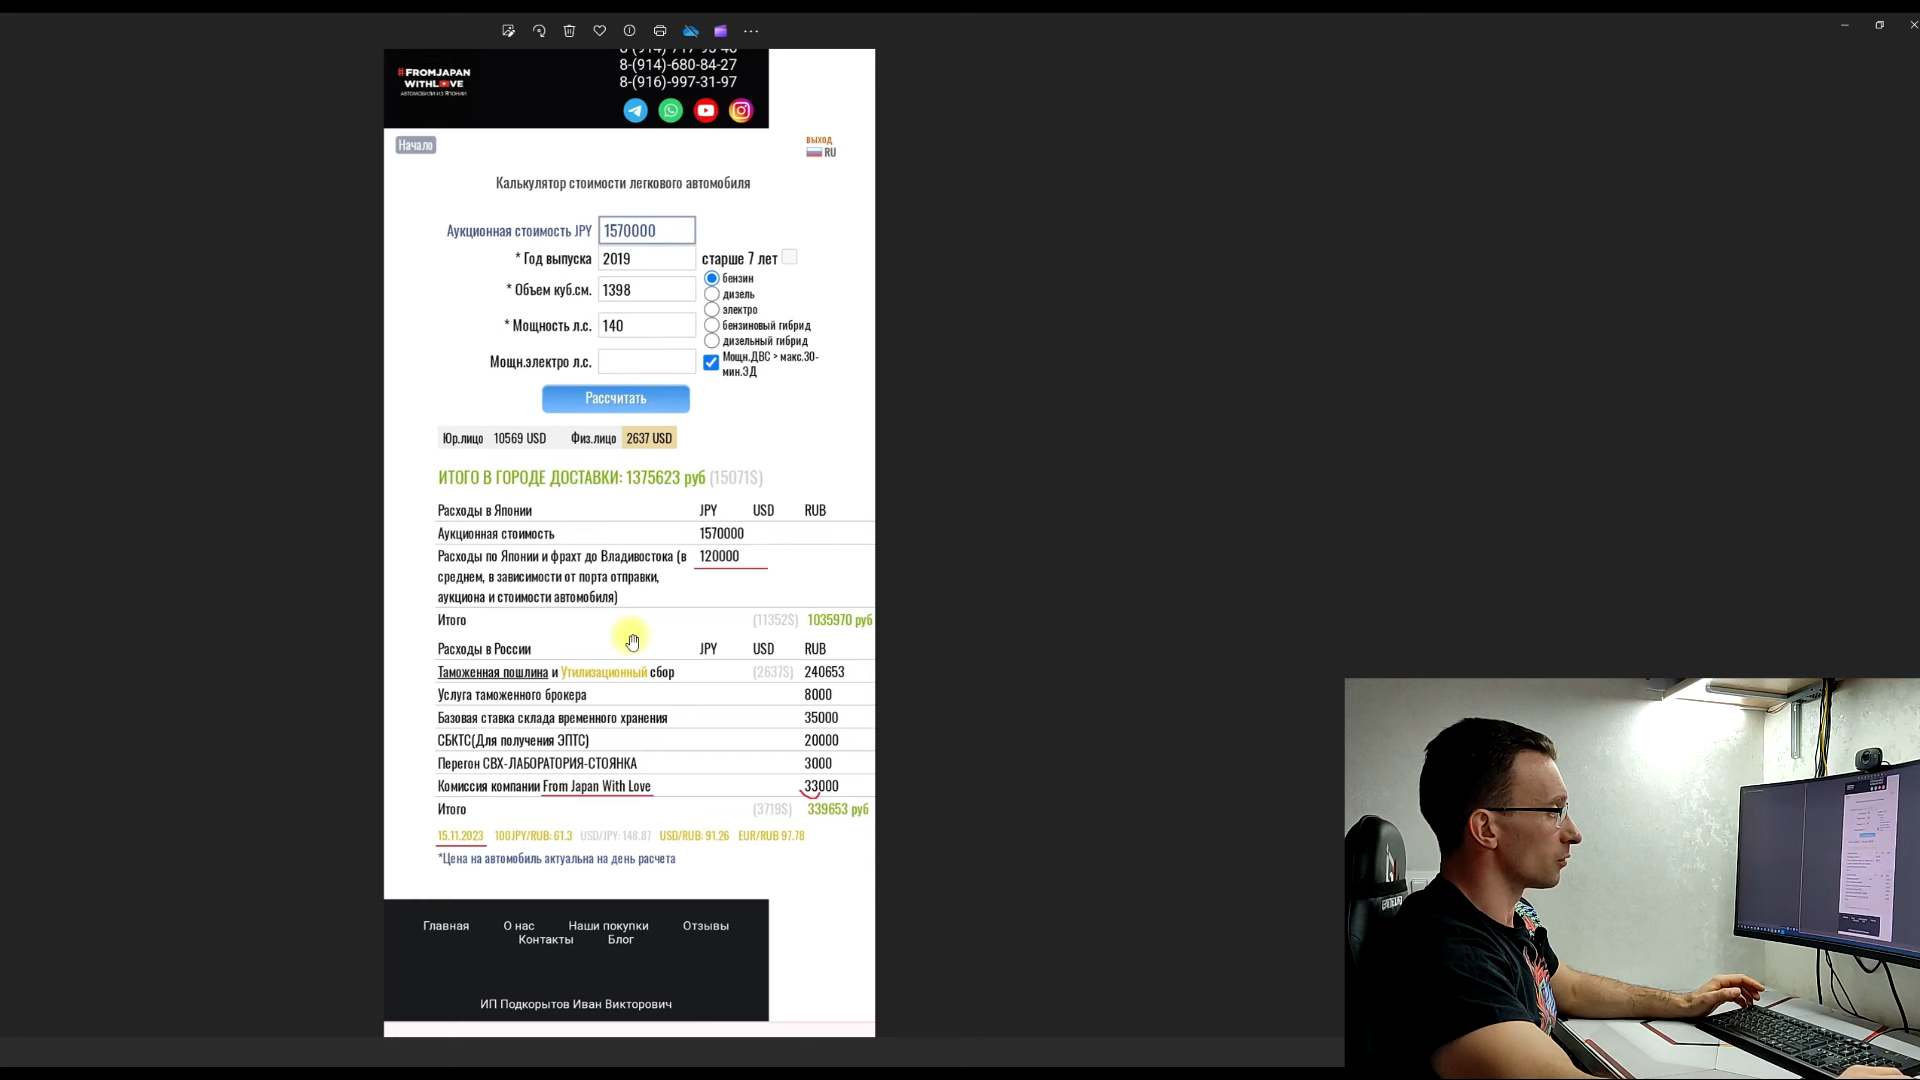 8-(914)-717-95-40
8-(914)-680-84-27
8-(916)-997-31-97
#FROMJAPAN
WITHLOVE
АВТОМОБИЛИ ИЗ ЯПОНИИ
Начало
ВЫХОД
RU
Калькулятор стоимости легкового автомобиля
Аукционная стоимость JPY 1570000
* Год выпуска 2019 старше 7 лет
* Объем куб.см. 1398
бензин
дизель
электро
* Мощность л.с. 140
бензиновый гибрид
дизельный гибрид
Мощн.электро л.с.
Мощн.ДВС > макс.30-
мин.ЭД
Рассчитать
Юр.лицо 10569 USD Физ.лицо 2637 USD
ИТОГО В ГОРОДЕ ДОСТАВКИ: 1375623 руб (15071$)
Расходы в Японии JPY USD RUB
Аукционная стоимость 1570000
Расходы по Японии и фрахт до Владивостока (в 120000
среднем, в зависимости от порта отправки,
аукциона и стоимости автомобиля)
Итого (11352$) 1035970 руб
Расходы в России JPY USD RUB
Таможенная пошлина и Утилизационный сбор (2637$) 240653
Услуга таможенного брокера 8000
Базовая ставка склада временного хранения 35000
СБКТС(Для получения ЭПТС) 20000
Перегон СВХ-ЛАБОРАТОРИЯ-СТОЯНКА 3000
Комиссия компании From Japan With Love 33000
Итого (3719$) 339653 руб
15.11.2023 100JPY/RUB: 61.3 USD/JPY: 148.87 USD/RUB: 91.26 EUR/RUB 97.78
*Цена на автомобиль актуальна на день расчета
Главная О нас Наши покупки Отзывы
Контакты Блог
ИП Подкорытов Иван Викторович